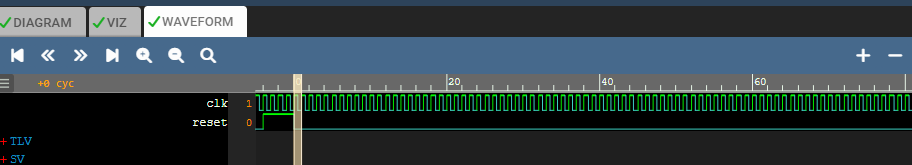 DIAGRAM VIZ WAVEFORM
+0 cyc 0 20 40 60
clk 1
reset 0
+TLV
+SV